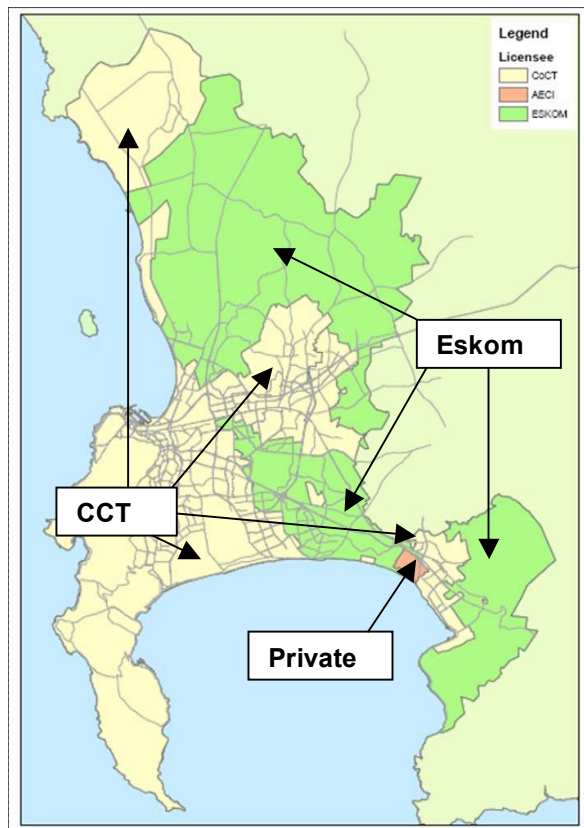 Legend
Licensee
CoCT
AECI
ESKOM
Eskom
CCT
Private